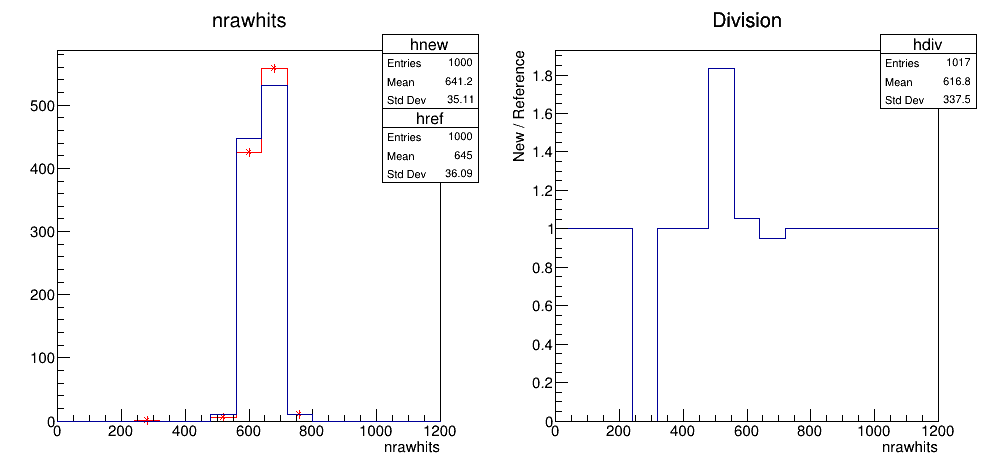 nrawhits
hnew
Entries 1000
Mean 641.2
Std Dev 35.11
href
Entries 1000
Mean 645
Std Dev 36.09
500
400
300
200
100
0
0 200 400 600 800 1000 1200
nrawhits
Division
hdiv
Entries 1017
Mean 616.8
Std Dev 337.5
New / Reference
1.8
1.6
1.4
1.2
1
0.8
0.6
0.4
0.2
0
0 200 400 600 800 1000 1200
nrawhits